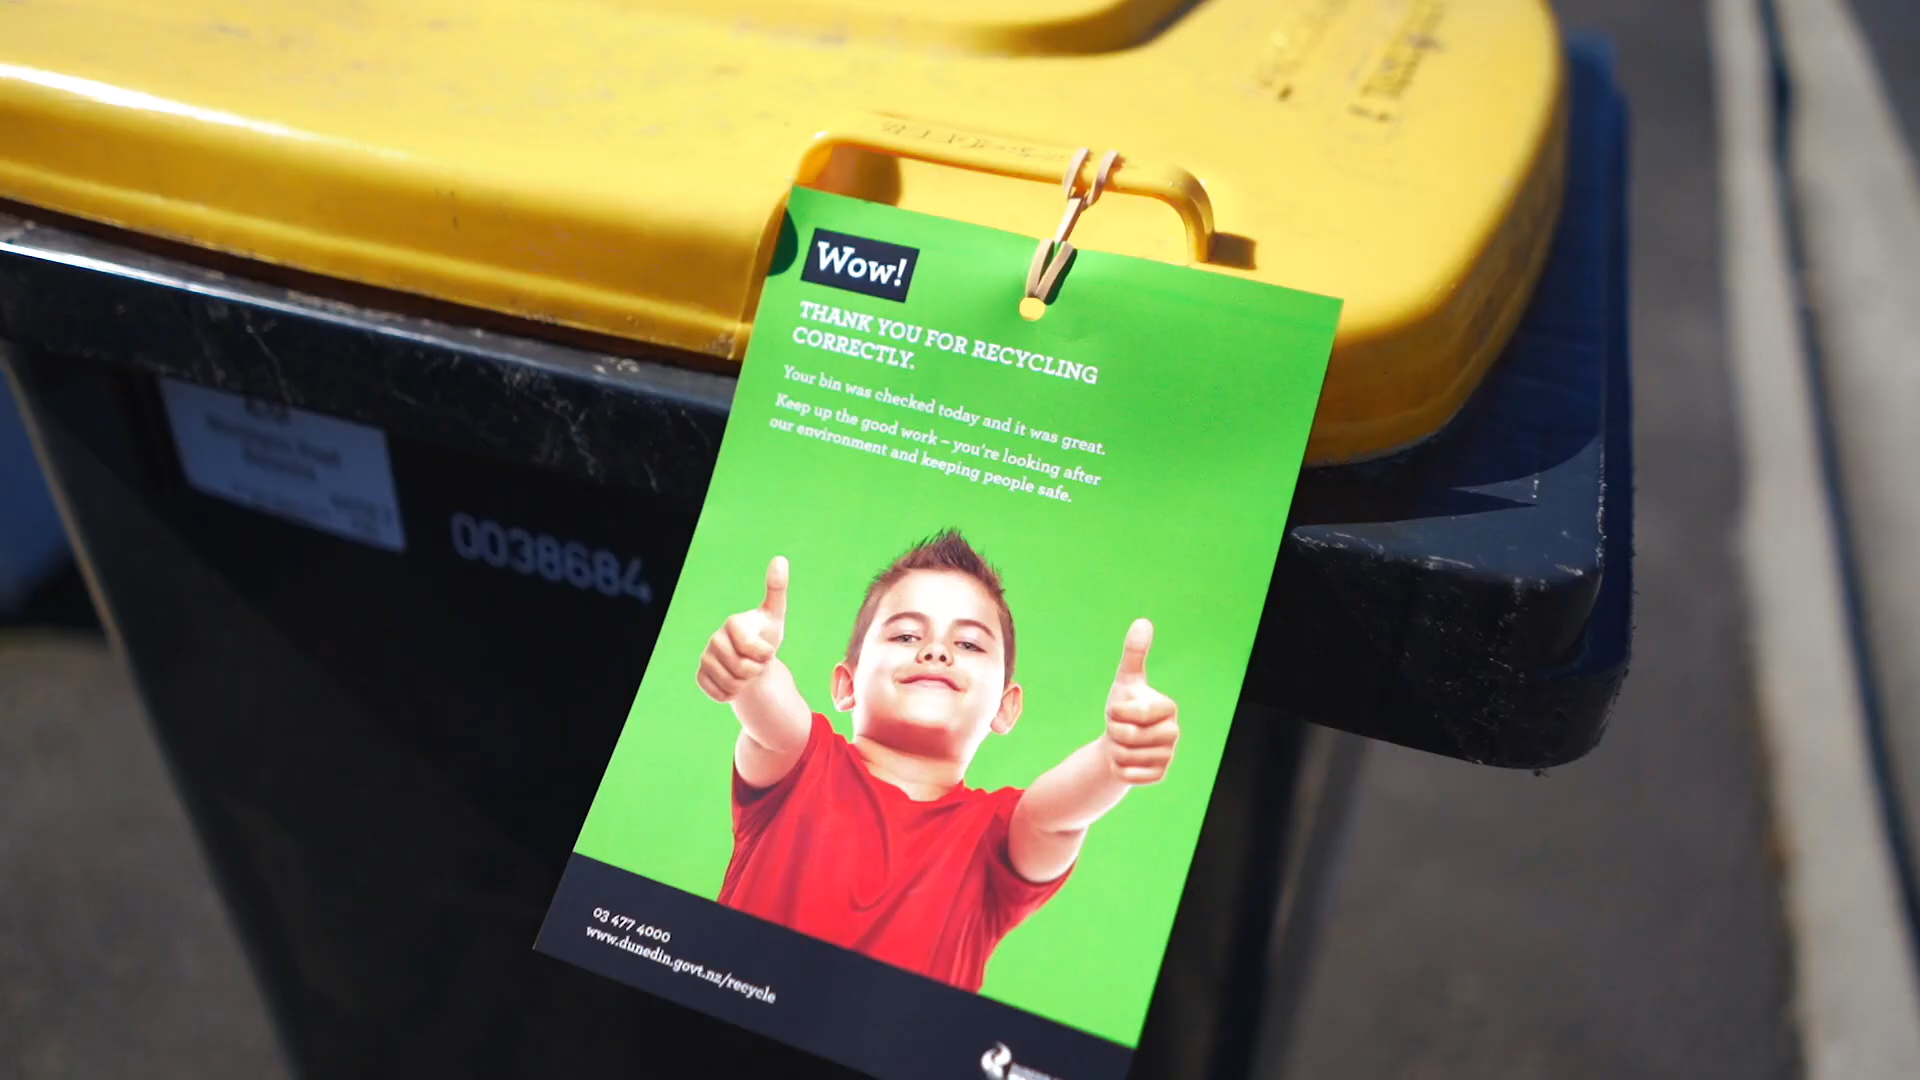 Wow!
THANK YOU FOR RECYCLING
CORRECTLY.
Your bin was checked today and it was great.
Keep up the good work – you're looking after
our environment and keeping people safe.
0038684
03 477 4000
www.dunedin.govt.nz/recycle